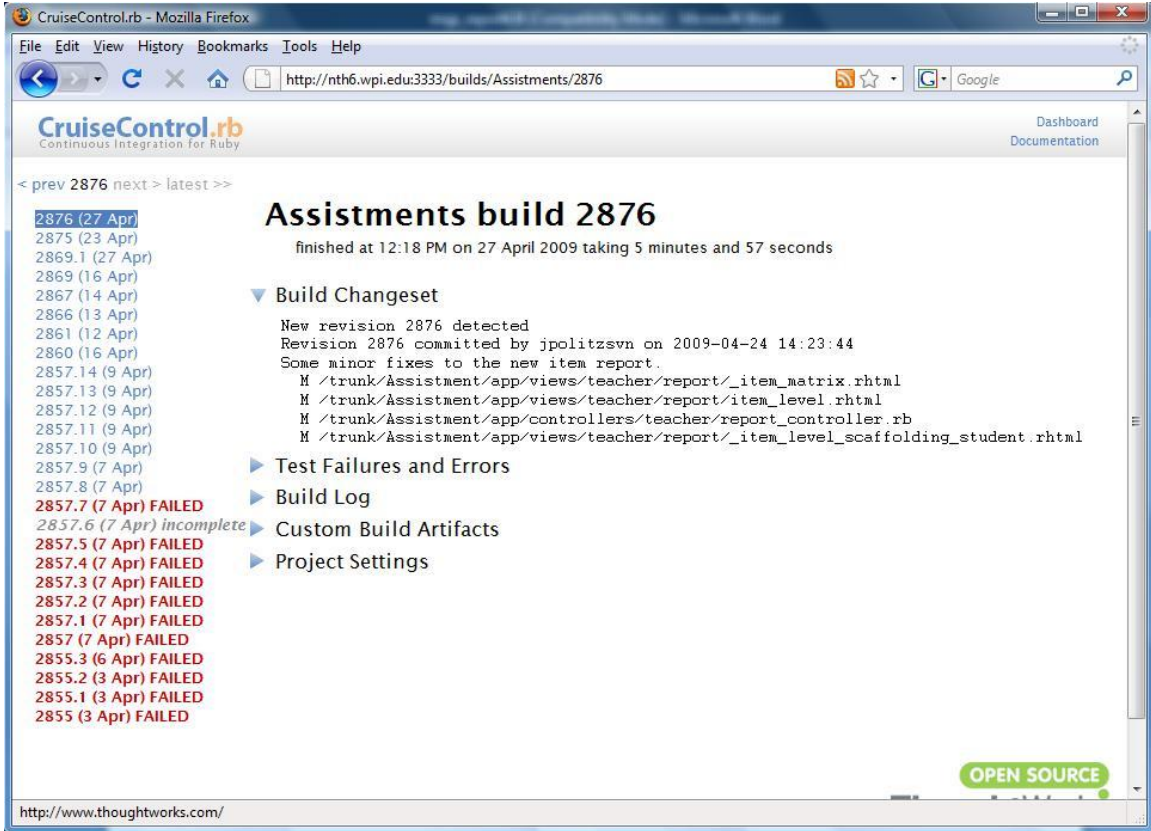 CruiseControl.rb - Mozilla Firefox
File Edit View History Bookmarks Tools Help
http://nth6.wpi.edu:3333/builds/Assistments/2876
G Google
CruiseControl.rb
Continuous Integration for Ruby
Dashboard
Documentation
< prev 2876 next > latest >>
2876 (27 Apr)
2875 (23 Apr)
2869.1 (27 Apr)
2869 (16 Apr)
2867 (14 Apr)
2866 (13 Apr)
2861 (12 Apr)
2860 (16 Apr)
2857.14 (9 Apr)
2857.13 (9 Apr)
2857.12 (9 Apr)
2857.11 (9 Apr)
2857.10 (9 Apr)
2857.9 (7 Apr)
2857.8 (7 Apr)
2857.7 (7 Apr) FAILED
2857.6 (7 Apr) incomplete
2857.5 (7 Apr) FAILED
2857.4 (7 Apr) FAILED
2857.3 (7 Apr) FAILED
2857.2 (7 Apr) FAILED
2857.1 (7 Apr) FAILED
2857 (7 Apr) FAILED
2855.3 (6 Apr) FAILED
2855.2 (3 Apr) FAILED
2855.1 (3 Apr) FAILED
2855 (3 Apr) FAILED
Assistments build 2876
finished at 12:18 PM on 27 April 2009 taking 5 minutes and 57 seconds
Build Changeset
New revision 2876 detected
Revision 2876 committed by jpolitzsvn on 2009-04-24 14:23:44
Some minor fixes to the new item report.
M /trunk/Assistment/app/views/teacher/report/_item_matrix.rhtml
M /trunk/Assistment/app/views/teacher/report/item_level.rhtml
M /trunk/Assistment/app/controllers/teacher/report_controller.rb
M /trunk/Assistment/app/views/teacher/report/_item_level_scaffolding_student.rhtml
Test Failures and Errors
Build Log
Custom Build Artifacts
Project Settings
OPEN SOURCE
http://www.thoughtworks.com/